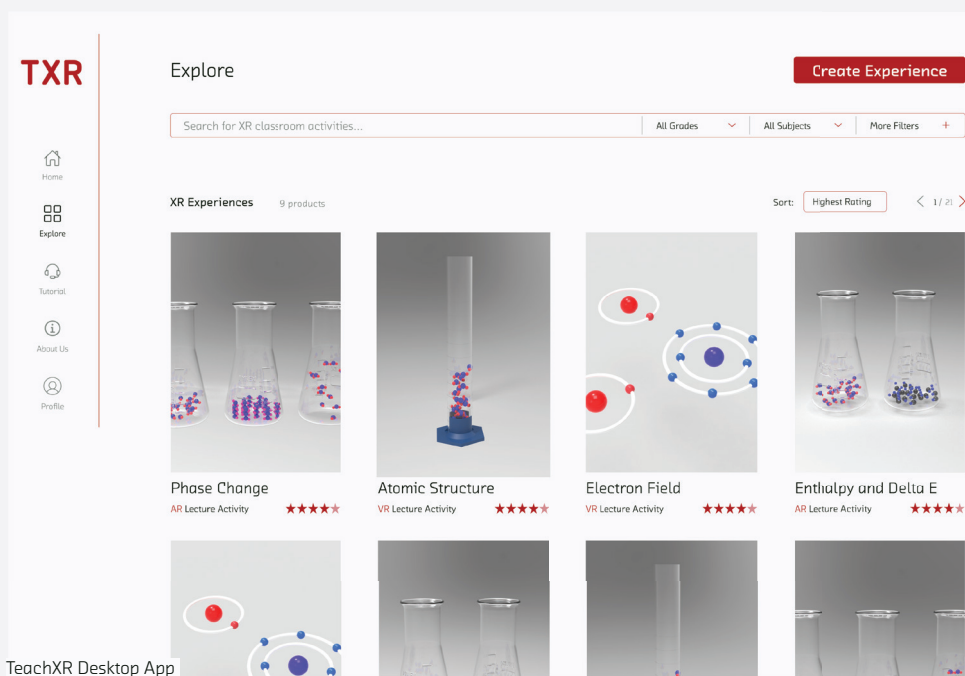 TXR
Explore
Create Experience
Search for XR classroom activities...
All Grades
All Subjects
More Filters +
Home
Explore
Tutorial
About Us
Profile
XR Experiences 9 products
Sort: Highest Rating < 1 / 21 >
Phase Change
AR Lecture Activity
Atomic Structure
VR Lecture Activity
Electron Field
VR Lecture Activity
Enthalpy and Delta E
AR Lecture Activity
TeachXR Desktop App